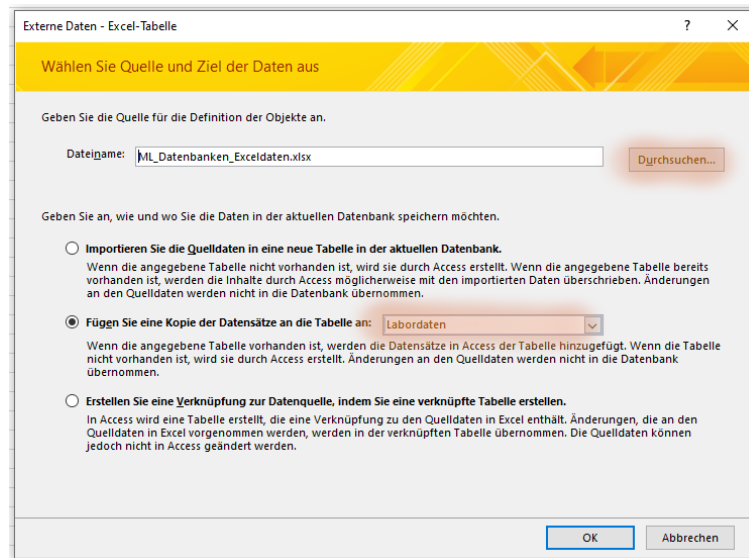 Externe Daten - Excel-Tabelle
?
Wählen Sie Quelle und Ziel der Daten aus
Geben Sie die Quelle für die Definition der Objekte an.
Dateiname: ML_Datenbanken_Exceldaten.xlsx Durchsuchen...
Geben Sie an, wie und wo Sie die Daten in der aktuellen Datenbank speichern möchten.
Importieren Sie die Quelldaten in eine neue Tabelle in der aktuellen Datenbank.
Wenn die angegebene Tabelle nicht vorhanden ist, wird sie durch Access erstellt. Wenn die angegebene Tabelle bereits
vorhanden ist, werden die Inhalte durch Access möglicherweise mit den importierten Daten überschrieben. Änderungen
an den Quelldaten werden nicht in die Datenbank übernommen.
Fügen Sie eine Kopie der Datensätze an die Tabelle an: Labordaten
Wenn die angegebene Tabelle vorhanden ist, werden die Datensätze in Access der Tabelle hinzugefügt. Wenn die Tabelle
nicht vorhanden ist, wird sie durch Access erstellt. Änderungen an den Quelldaten werden nicht in die Datenbank
übernommen.
Erstellen Sie eine Verknüpfung zur Datenquelle, indem Sie eine verknüpfte Tabelle erstellen.
In Access wird eine Tabelle erstellt, die eine Verknüpfung zu den Quelldaten in Excel enthält. Änderungen, die an den
Quelldaten in Excel vorgenommen werden, werden in der verknüpften Tabelle übernommen. Die Quelldaten können
jedoch nicht in Access geändert werden.
OK Abbrechen